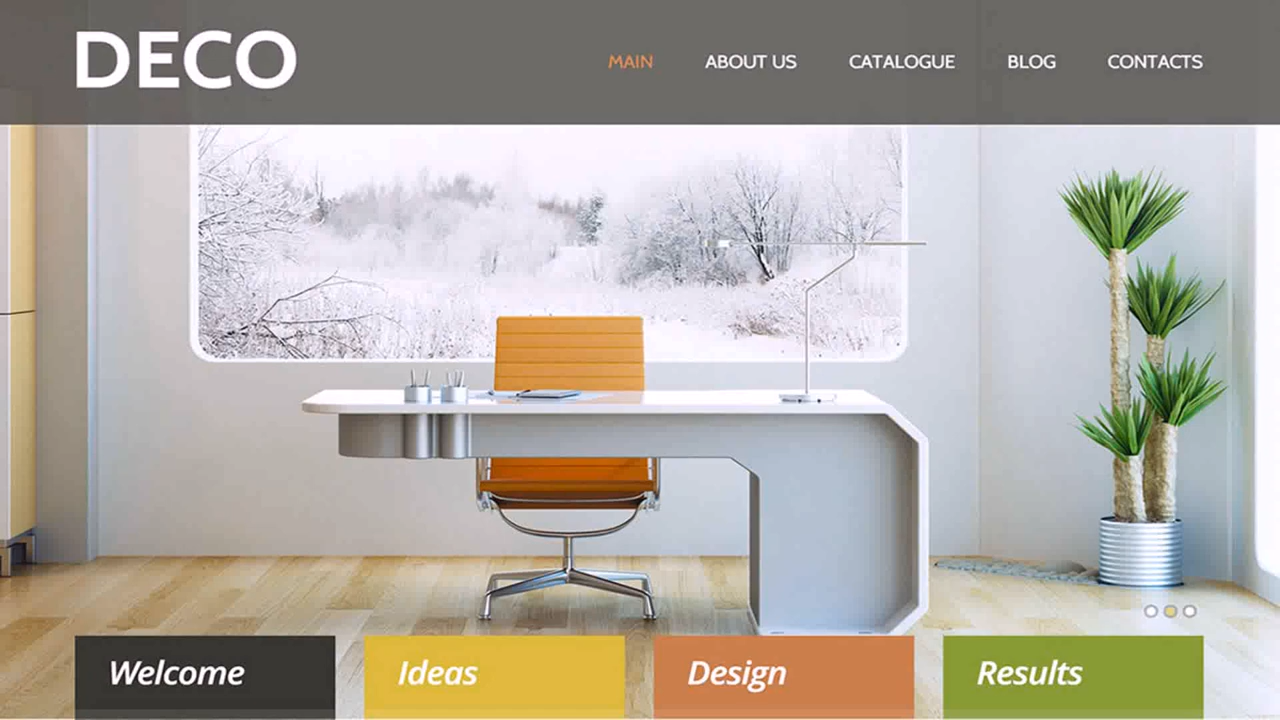 DECO
MAIN ABOUT US CATALOGUE BLOG CONTACTS
Welcome
Ideas
Design
Results